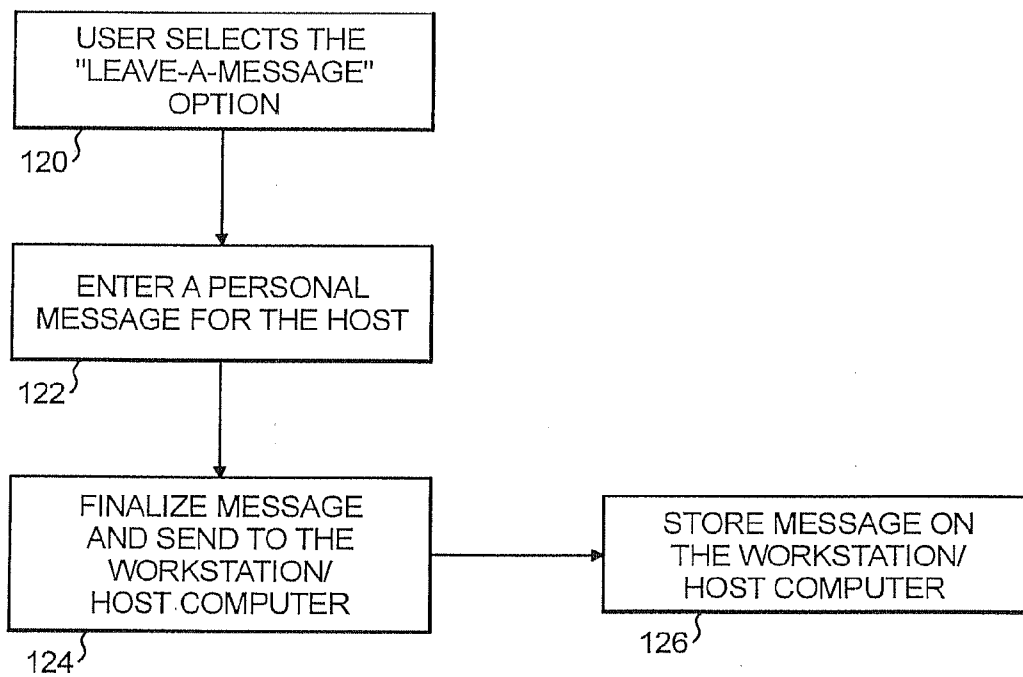 USER SELECTS THE
"LEAVE-A-MESSAGE"
OPTION
120
ENTER A PERSONAL
MESSAGE FOR THE HOST
122
FINALIZE MESSAGE
AND SEND TO THE
WORKSTATION/
HOST COMPUTER
124
STORE MESSAGE ON
THE WORKSTATION/
HOST COMPUTER
126